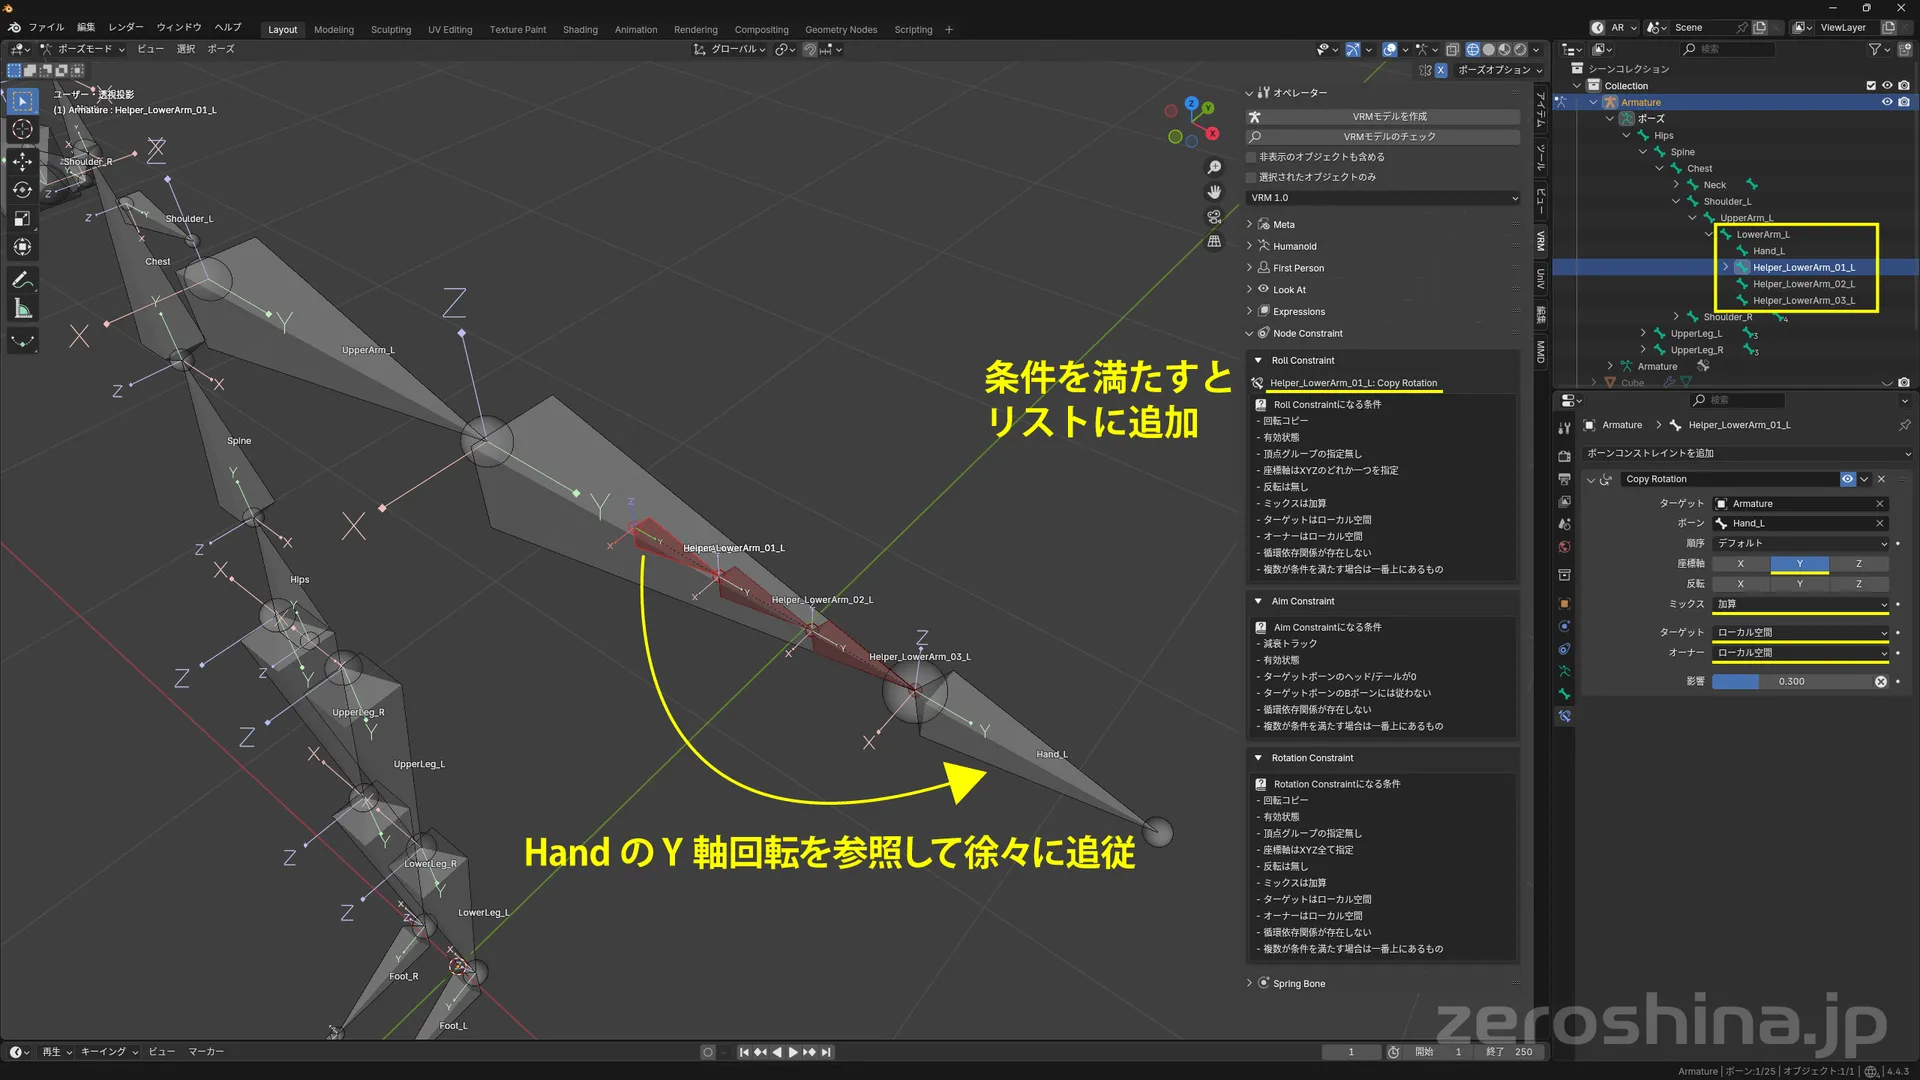 ファイル 編集 レンダー ウィンドウ ヘルプ Layout Modeling Sculpting UV Editing Texture Paint Shading Animation Rendering Compositing Geometry Nodes Scripting + AR Scene ViewLayer
ポーズモード ビュー 選択 ポーズ グローバル
X ポーズオプション
ユーザー・透視投影
(1) Armature : Helper_LowerArm_01_L
Shoulder_R
Shoulder_L
Chest
UpperArm_L
Spine
Helper_LowerArm_01_L
Hips
Helper_LowerArm_02_L
Helper_LowerArm_03_L
UpperLeg_R
Hand_L
UpperLeg_L
LowerLeg_R
LowerLeg_L
Foot_R
Foot_L
条件を満たすと
リストに追加
Hand の Y 軸回転を参照して徐々に追従
オペレーター
VRMモデルを作成
VRMモデルのチェック
非表示のオブジェクトも含める
選択されたオブジェクトのみ
VRM 1.0
Meta
Humanoid
First Person
Look At
Expressions
Node Constraint
Roll Constraint
Helper_LowerArm_01_L: Copy Rotation
Roll Constraintになる条件
- 回転コピー
- 有効状態
- 頂点グループの指定無し
- 座標軸はXYZのどれか一つを指定
- 反転は無し
- ミックスは加算
- ターゲットはローカル空間
- オーナーはローカル空間
- 循環依存関係が存在しない
- 複数が条件を満たす場合は一番上にあるもの
Aim Constraint
Aim Constraintになる条件
- 減衰トラック
- 有効状態
- ターゲットボーンのヘッド/テールが0
- ターゲットボーンのBボーンには従わない
- 循環依存関係が存在しない
- 複数が条件を満たす場合は一番上にあるもの
Rotation Constraint
Rotation Constraintになる条件
- 回転コピー
- 有効状態
- 頂点グループの指定無し
- 座標軸はXYZ全て指定
- 反転は無し
- ミックスは加算
- ターゲットはローカル空間
- オーナーはローカル空間
- 循環依存関係が存在しない
- 複数が条件を満たす場合は一番上にあるもの
Spring Bone
アイテム
ツール
ビュー
VRM
UniV
編集
MMD
検索
シーンコレクション
Collection
Armature
ポーズ
Hips
Spine
Chest
Neck
Shoulder_L
UpperArm_L
LowerArm_L
Hand_L
Helper_LowerArm_01_L
Helper_LowerArm_02_L
Helper_LowerArm_03_L
Shoulder_R 4
UpperLeg_L 3
UpperLeg_R 3
Armature
Cube
検索
Armature > Helper_LowerArm_01_L
ボーンコンストレイントを追加
Copy Rotation
ターゲット Armature
ボーン Hand_L
順序 デフォルト
座標軸 X Y Z
反転 X Y Z
ミックス 加算
ターゲット ローカル空間
オーナー ローカル空間
影響 0.300
zeroshina.jp
再生 キーイング ビュー マーカー 1 開始 1 終了 250
Armature | ボーン:1/25 | オブジェクト:1/1 | 4.4.3